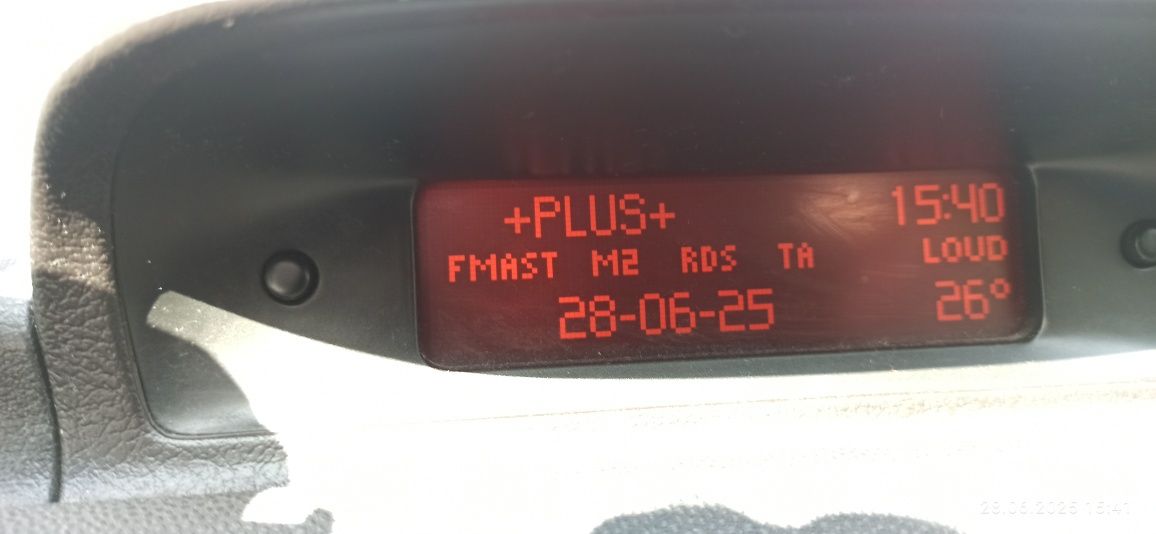 +PLUS+ 15:40
FMAST M2 RDS TA LOUD
28-06-25 26°
28.06.2025 15:41